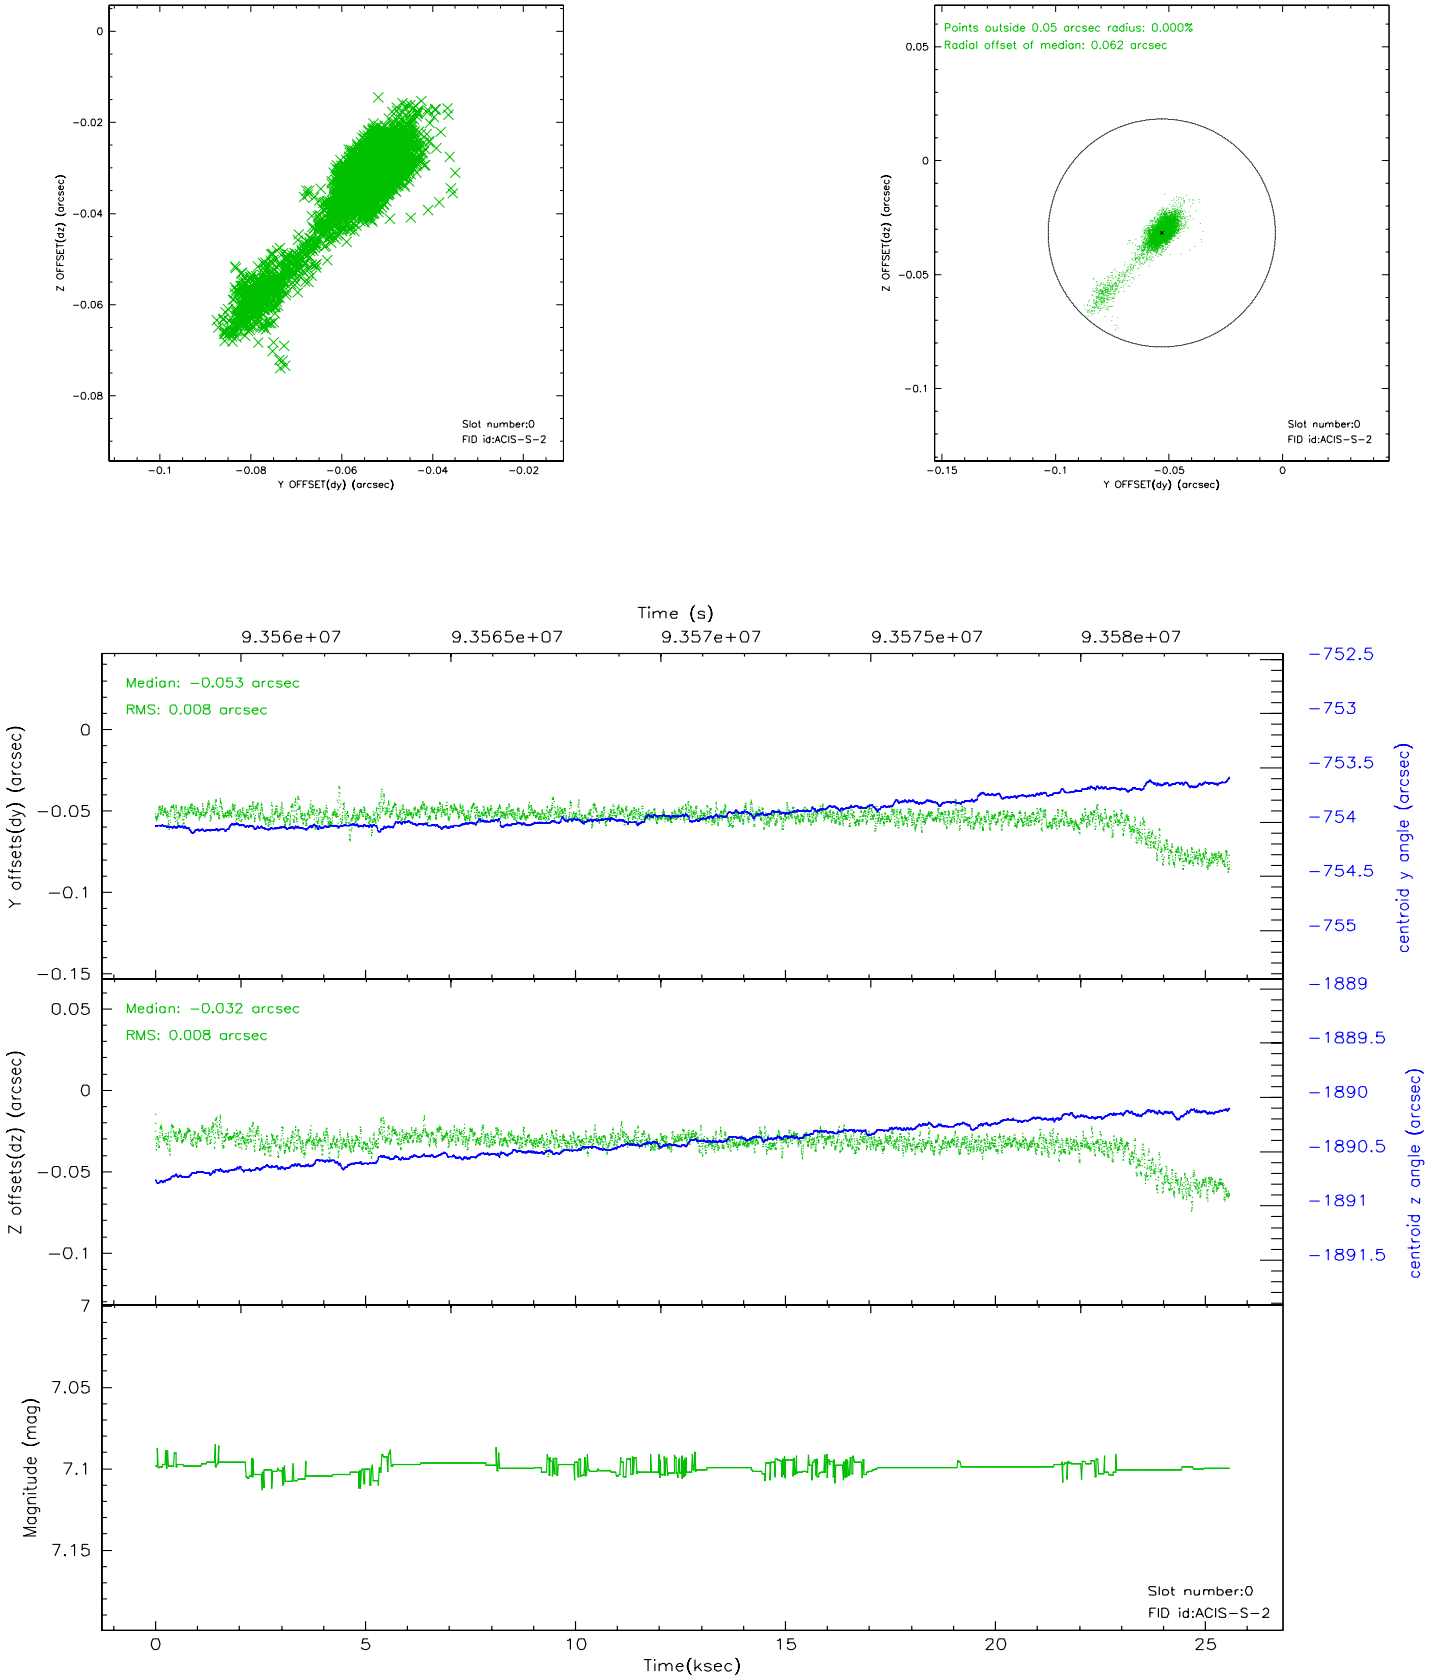 0
−0.02
−0.04
−0.06
−0.08
Z OFFSET(dz) (arcsec)
Slot number:0
FID id:ACIS−S−2
−0.1 −0.08 −0.06 −0.04 −0.02
Y OFFSET(dy) (arcsec)
Points outside 0.05 arcsec radius: 0.000%
Radial offset of median: 0.062 arcsec
0.05
0
−0.05
−0.1
Z OFFSET(dz) (arcsec)
Slot number:0
FID id:ACIS−S−2
−0.15 −0.1 −0.05 0
Y OFFSET(dy) (arcsec)
Time (s)
9.356e+07 9.3565e+07 9.357e+07 9.3575e+07 9.358e+07
Median: −0.053 arcsec
RMS: 0.008 arcsec
0
−0.05
−0.1
−0.15
Y offsets(dy) (arcsec)
−752.5
−753
−753.5
−754
−754.5
−755
centroid y angle (arcsec)
Median: −0.032 arcsec
RMS: 0.008 arcsec
0.05
0
−0.05
−0.1
Z offsets(dz) (arcsec)
−1889
−1889.5
−1890
−1890.5
−1891
−1891.5
centroid z angle (arcsec)
7
7.05
7.1
7.15
Magnitude (mag)
Slot number:0
FID id:ACIS−S−2
0 5 10 15 20 25
Time(ksec)